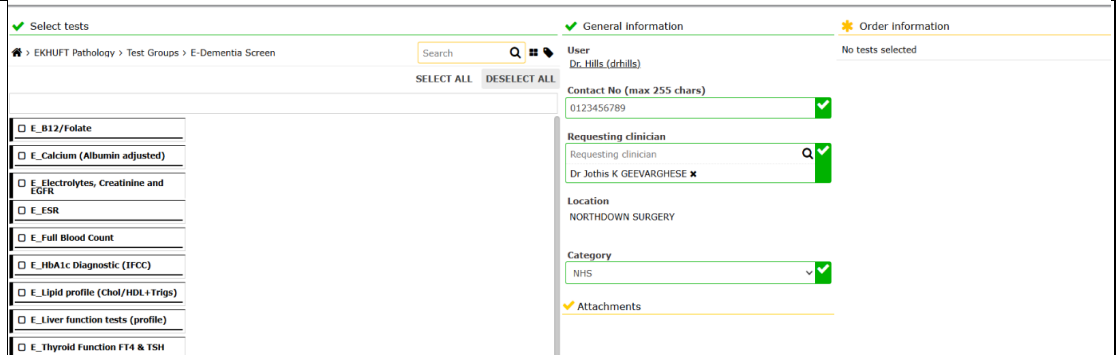 Select tests
EKHUFT Pathology > Test Groups > E-Dementia Screen
Search
SELECT ALL DESELECT ALL
E_B12/Folate
E_Calcium (Albumin adjusted)
E_Electrolytes, Creatinine and
EGFR
E_ESR
E_Full Blood Count
E_HbA1c Diagnostic (IFCC)
E_Lipid profile (Chol/HDL+Trigs)
E_Liver function tests (profile)
E_Thyroid Function FT4 & TSH
General information
User
Dr. Hills (drhills)
Contact No (max 255 chars)
0123456789
Requesting clinician
Requesting clinician
Dr Jothis K GEEVARGHESE
Location
NORTHDOWN SURGERY
Category
NHS
Attachments
Order information
No tests selected